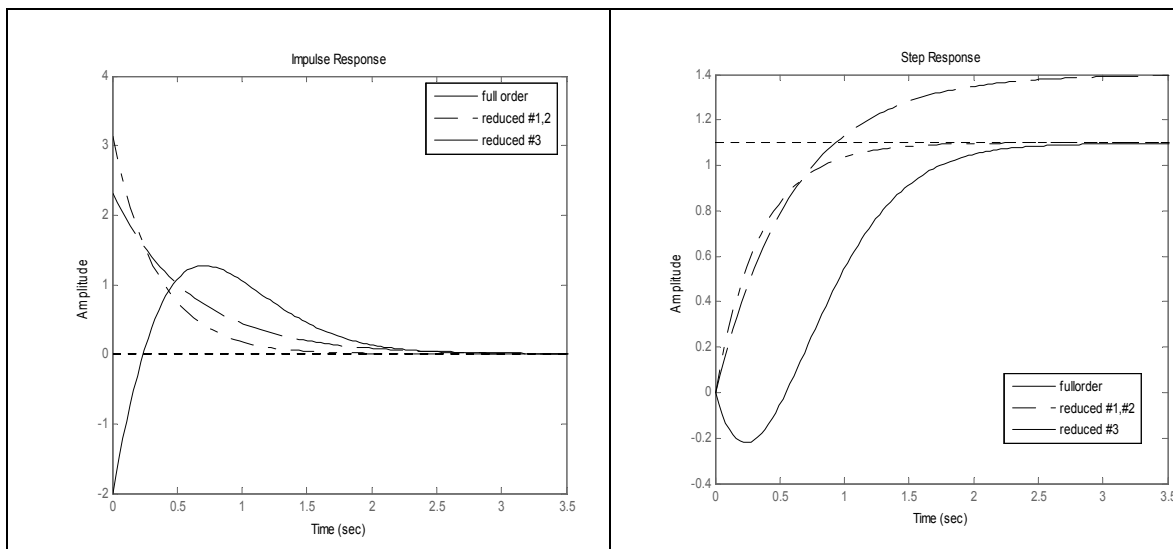 Impulse Response
4
3
2
1
0
-1
-2
Amplitude
full order
reduced #1,2
reduced #3
0 0.5 1 1.5 2 2.5 3 3.5
Time (sec)
Step Response
1.4
1.2
1
0.8
0.6
0.4
0.2
0
-0.2
-0.4
Amplitude
fullorder
reduced #1,#2
reduced #3
0 0.5 1 1.5 2 2.5 3 3.5
Time (sec)